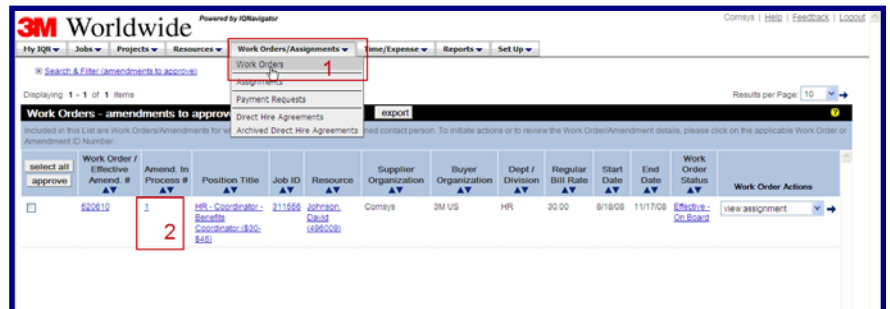 3M Worldwide Powered by IQNavigator
Comsys | Help | Feedback | Logout
My IQN Jobs Projects Resources Work Orders/Assignments Time/Expense Reports Set Up
Work Orders 1
Assignments
Payment Requests
Direct Hire Agreements
Archived Direct Hire Agreements
Search & Filter (amendments to approve)
Displaying 1 - 1 of 1 items
Results per Page: 10
Work Orders - amendments to approv export ?
Included in this List are Work Orders/Amendments for wh ned contact person. To initiate actions or to review the Work Order/Amendment details, please click on the applicable Work Order or
Amendment ID Number.
select all
approve
Work Order / Effective Amend. #
Amend. In Process #
Position Title
Job ID
Resource
Supplier Organization
Buyer Organization
Dept / Division
Regular Bill Rate
Start Date
End Date
Work Order Status
Work Order Actions
620610
1
2
HR - Coordinator -
Benefits
Coordinator ($30-
$46)
211556
Johnson,
David
(496009)
Comsys
3M US
HR
30.00
8/18/08
11/17/08
Effective -
On Board
view assignment